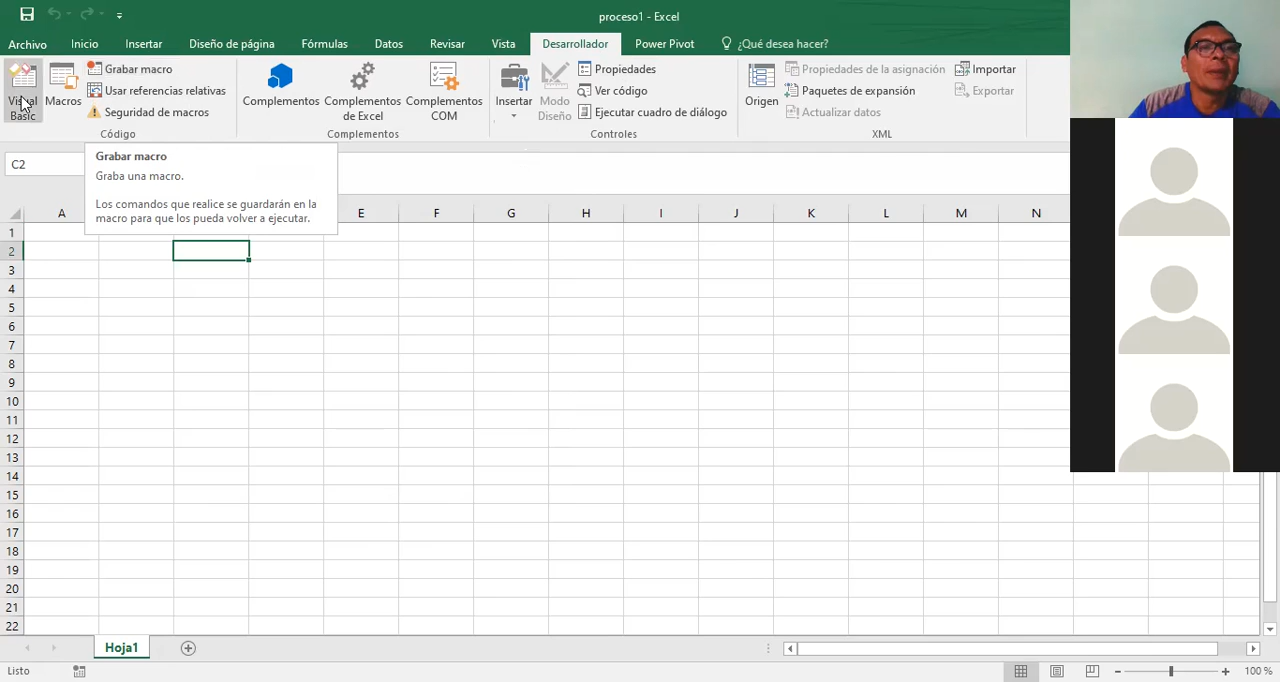 proceso1 - Excel
Archivo Inicio Insertar Diseño de página Fórmulas Datos Revisar Vista Desarrollador Power Pivot ¿Qué desea hacer?
Visual Basic
Macros
Grabar macro
Usar referencias relativas
Seguridad de macros
Código
Complementos
Complementos de Excel
Complementos COM
Complementos
Insertar
Modo Diseño
Propiedades
Ver código
Ejecutar cuadro de diálogo
Controles
Origen
Propiedades de la asignación
Paquetes de expansión
Actualizar datos
Importar
Exportar
XML
C2
Grabar macro
Graba una macro.
Los comandos que realice se guardarán en la
macro para que los pueda volver a ejecutar.
A E F G H I J K L M N
1
2
3
4
5
6
7
8
9
10
11
12
13
14
15
16
17
18
19
20
21
22
Hoja1
Listo
100 %